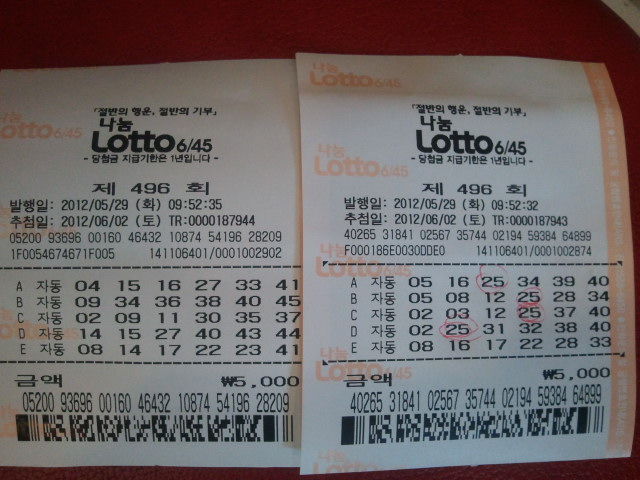 나눔
Lotto 6/45
「절반의 행운, 절반의 기부」
나눔
Lotto 6/45
- 당첨금 지급기한은 1년입니다 -
제 496 회
발행일: 2012/05/29 (화) 09:52:35
추첨일: 2012/06/02 (토) TR:0000187944
05200 93696 00160 46432 10874 54196 28209
1F0054674671F005 141106401/0001002902
A 자동 04 15 16 27 33 41
B 자동 09 34 36 38 40 45
C 자동 02 09 11 30 35 37
D 자동 14 15 27 40 43 44
E 자동 08 14 17 22 23 41
금액 ₩5,000
05200 93696 00160 46432 10874 54196 28209
나눔
Lotto 6/45
「절반의 행운, 절반의 기부」
나눔
Lotto 6/45
- 당첨금 지급기한은 1년입니다 -
제 496 회
발행일: 2012/05/29 (화) 09:52:32
추첨일: 2012/06/02 (토) TR:0000187943
40265 31841 02567 35744 02194 59384 64899
F000186E0030DDE0 141106401/0001002874
A 자동 05 16 25 34 39 40
B 자동 05 08 12 25 28 34
C 자동 02 03 12 25 37 40
D 자동 02 25 31 32 38 40
E 자동 08 16 17 22 28 33
금액 ₩5,000
40265 31841 02567 35744 02194 59384 64899